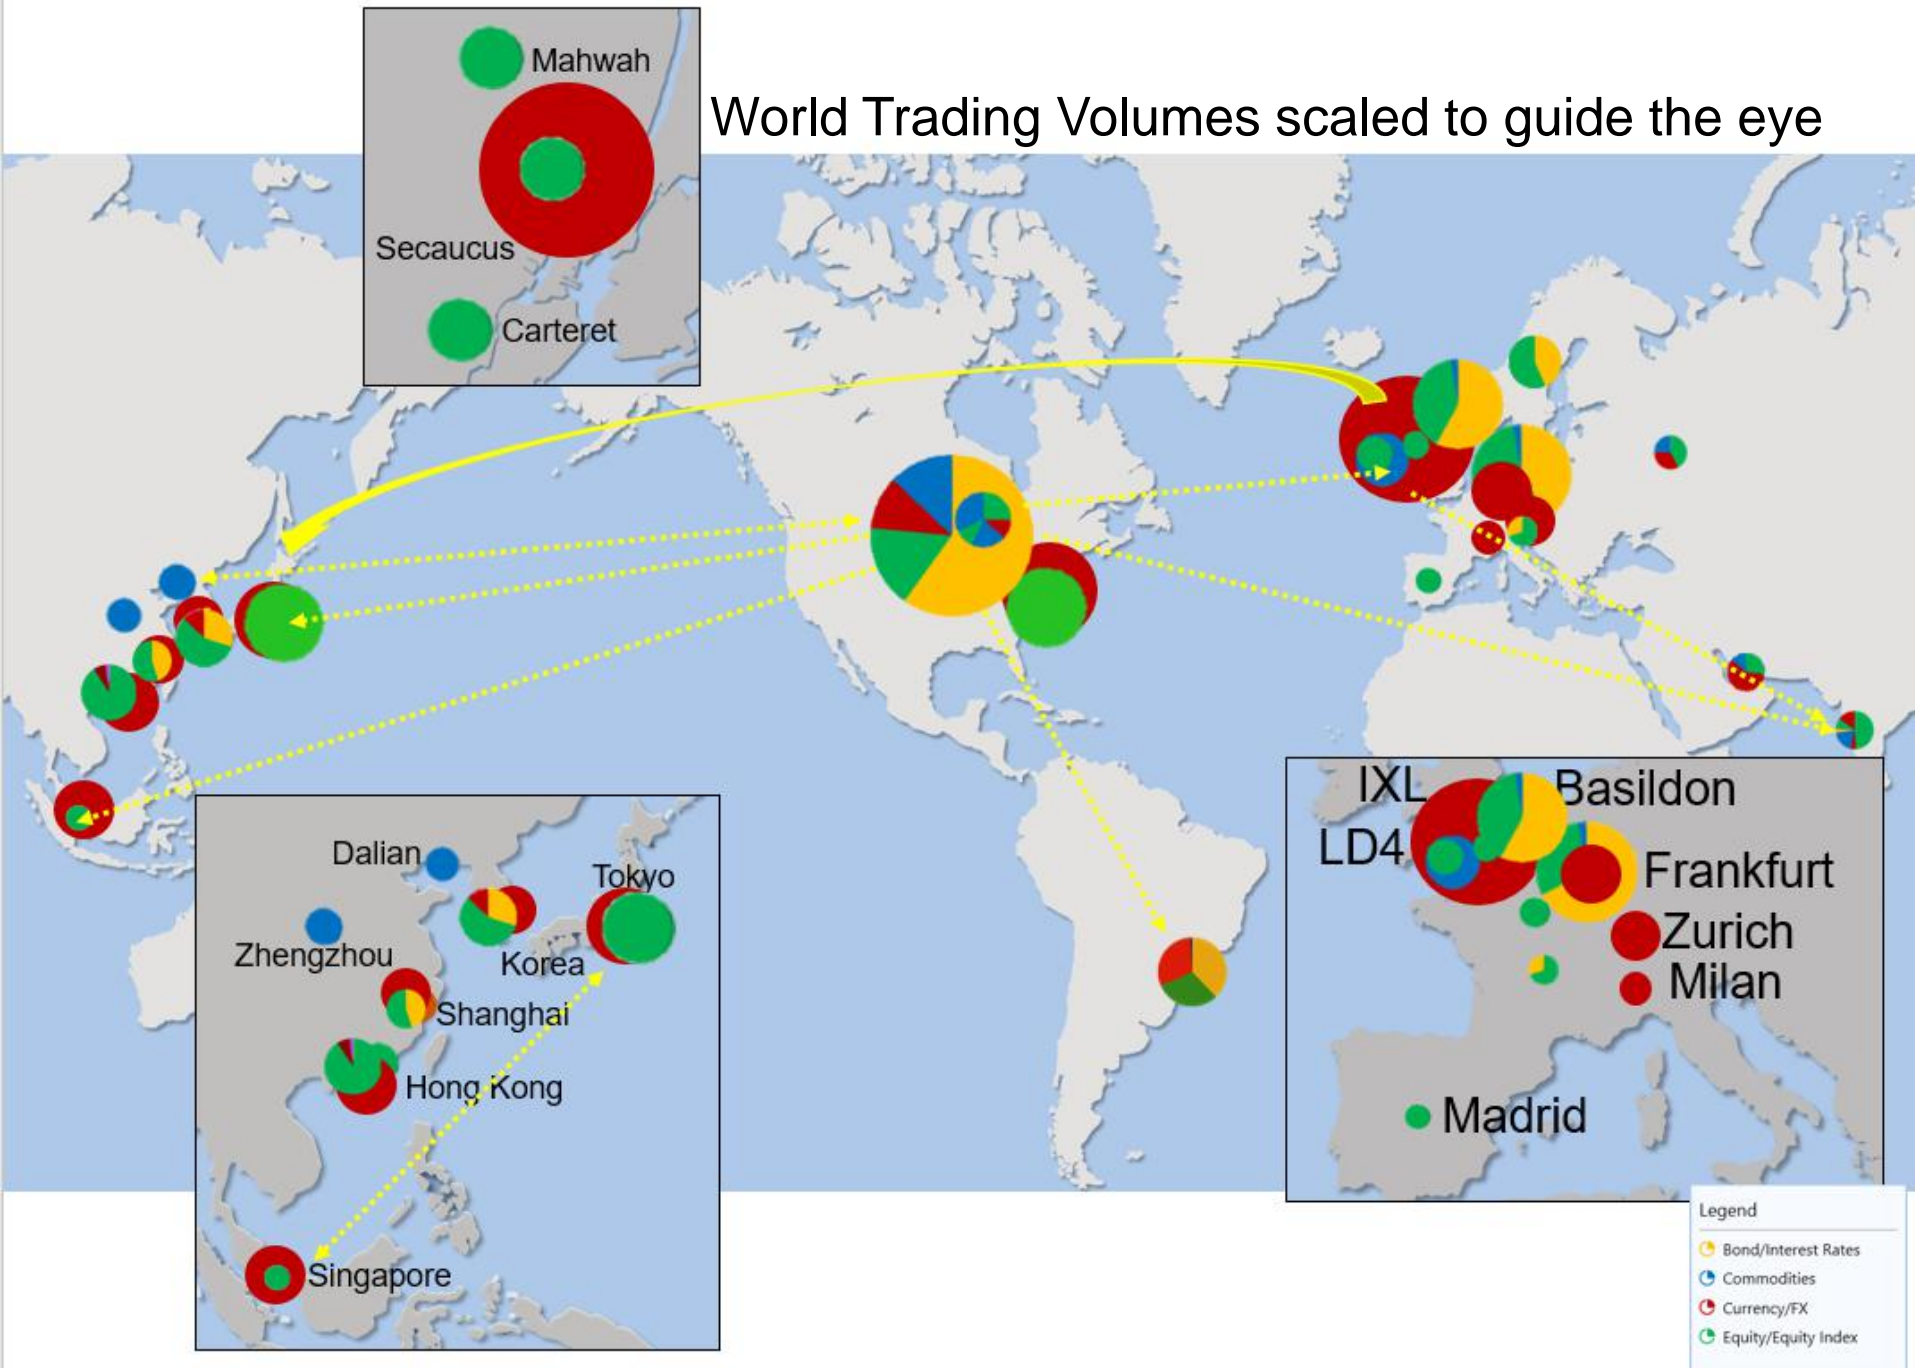 Mahwah
World Trading Volumes scaled to guide the eye
Secaucus
Carteret
IXL
Basildon
LD4
Frankfurt
Zurich
Milan
Madrid
Dalian
Tokyo
Zhengzhou
Korea
Shanghai
Hong Kong
Singapore
Legend
Bond/Interest Rates
Commodities
Currency/FX
Equity/Equity Index